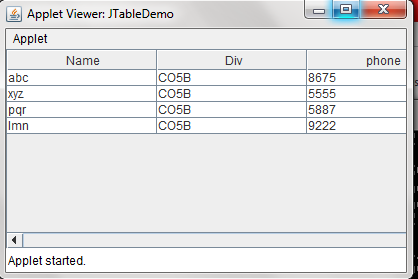 Applet Viewer: JTableDemo
Applet
Name Div phone
abc CO5B 8675
xyz CO5B 5555
pqr CO5B 5887
lmn CO5B 9222
Applet started.